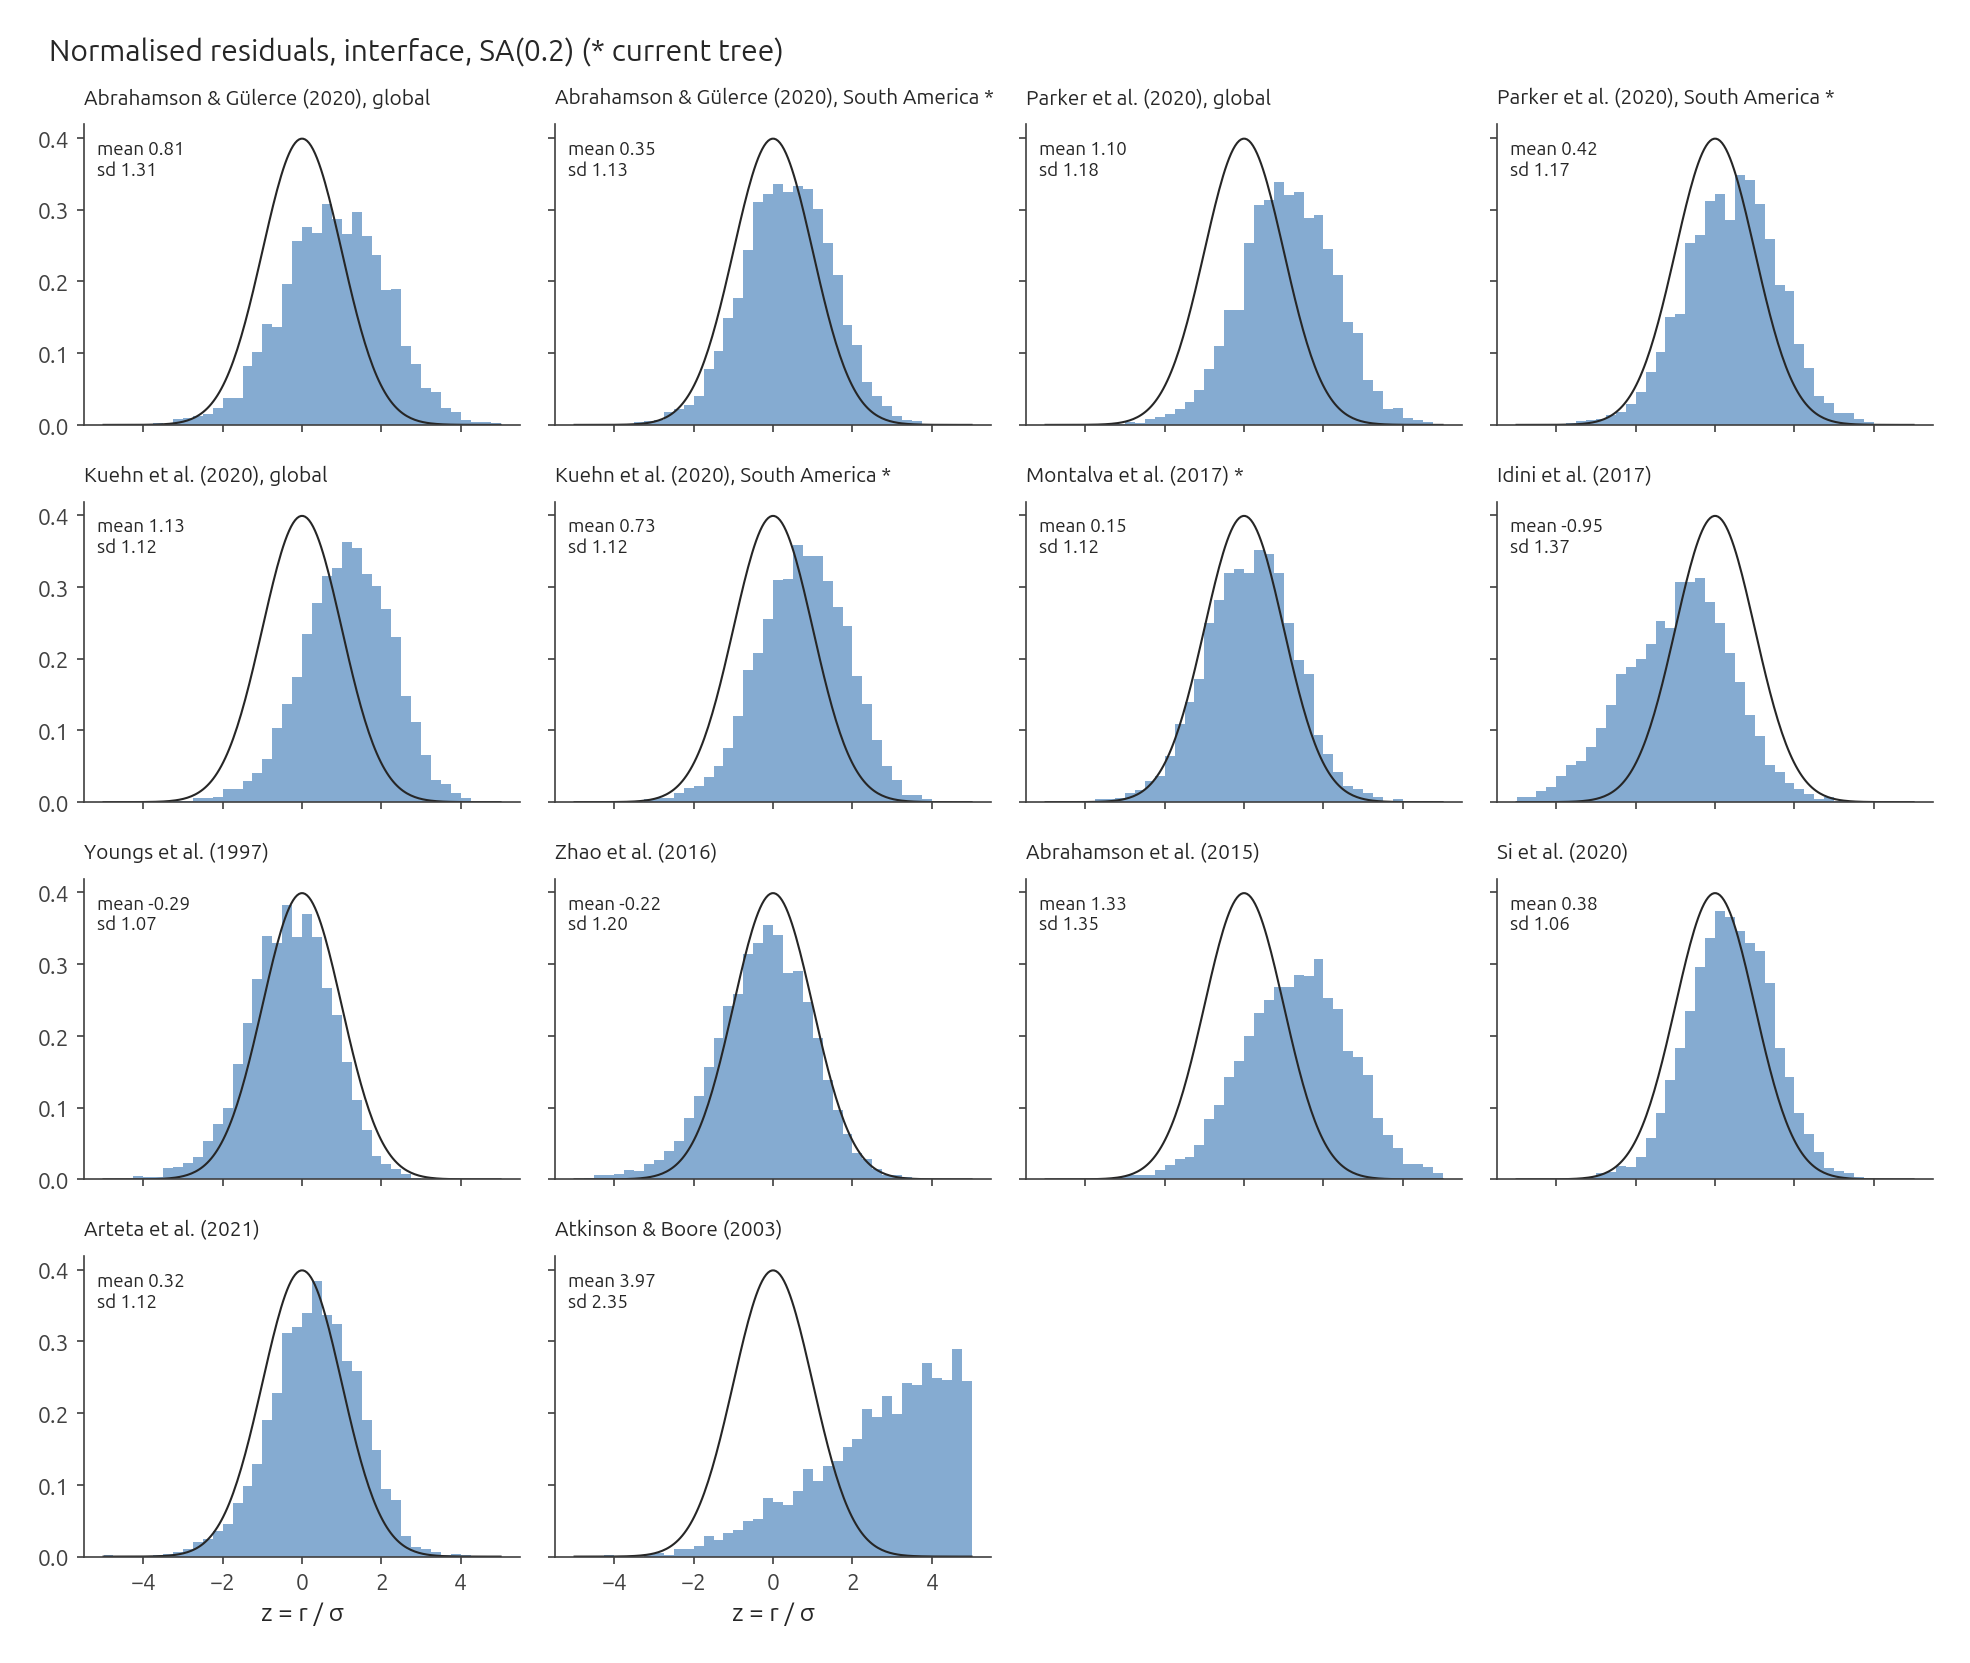 Normalised residuals, interface, SA(0.2) (* current tree)
Abrahamson & Gülerce (2020), global
Abrahamson & Gülerce (2020), South America *
Parker et al. (2020), global
Parker et al. (2020), South America *
0.4
0.3
0.2
0.1
0.0
mean 0.81
sd 1.31
mean 0.35
sd 1.13
mean 1.10
sd 1.18
mean 0.42
sd 1.17
Kuehn et al. (2020), global
Kuehn et al. (2020), South America *
Montalva et al. (2017) *
Idini et al. (2017)
0.4
0.3
0.2
0.1
0.0
mean 1.13
sd 1.12
mean 0.73
sd 1.12
mean 0.15
sd 1.12
mean -0.95
sd 1.37
Youngs et al. (1997)
Zhao et al. (2016)
Abrahamson et al. (2015)
Si et al. (2020)
0.4
0.3
0.2
0.1
0.0
mean -0.29
sd 1.07
mean -0.22
sd 1.20
mean 1.33
sd 1.35
mean 0.38
sd 1.06
Arteta et al. (2021)
Atkinson & Boore (2003)
0.4
0.3
0.2
0.1
0.0
mean 0.32
sd 1.12
mean 3.97
sd 2.35
−4 −2 0 2 4
−4 −2 0 2 4
z = r / σ
z = r / σ